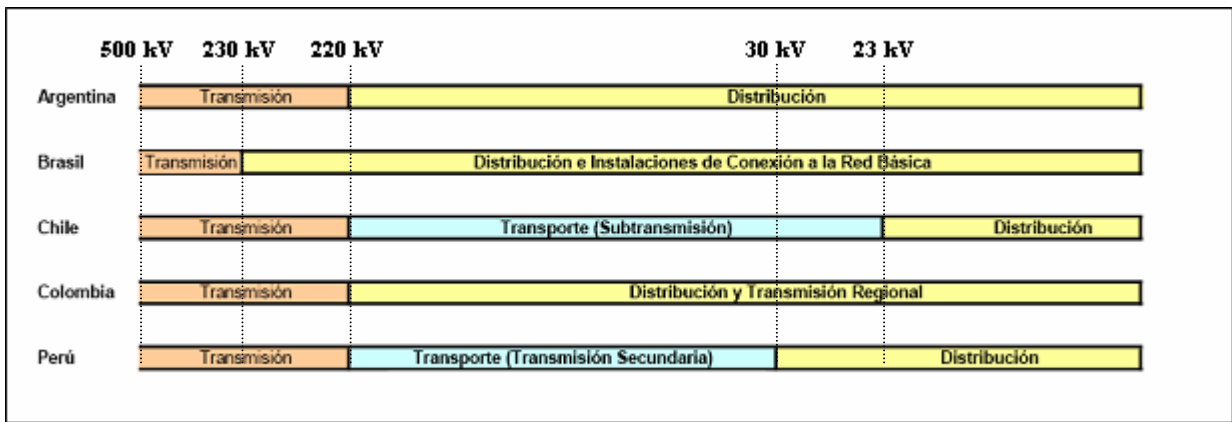 500 kV 230 kV 220 kV 30 kV 23 kV
Argentina Transmisión Distribución
Brasil Transmisión Distribución e Instalaciones de Conexión a la Red Básica
Chile Transmisión Transporte (Subtransmisión) Distribución
Colombia Transmisión Distribución y Transmisión Regional
Perú Transmisión Transporte (Transmisión Secundaria) Distribución